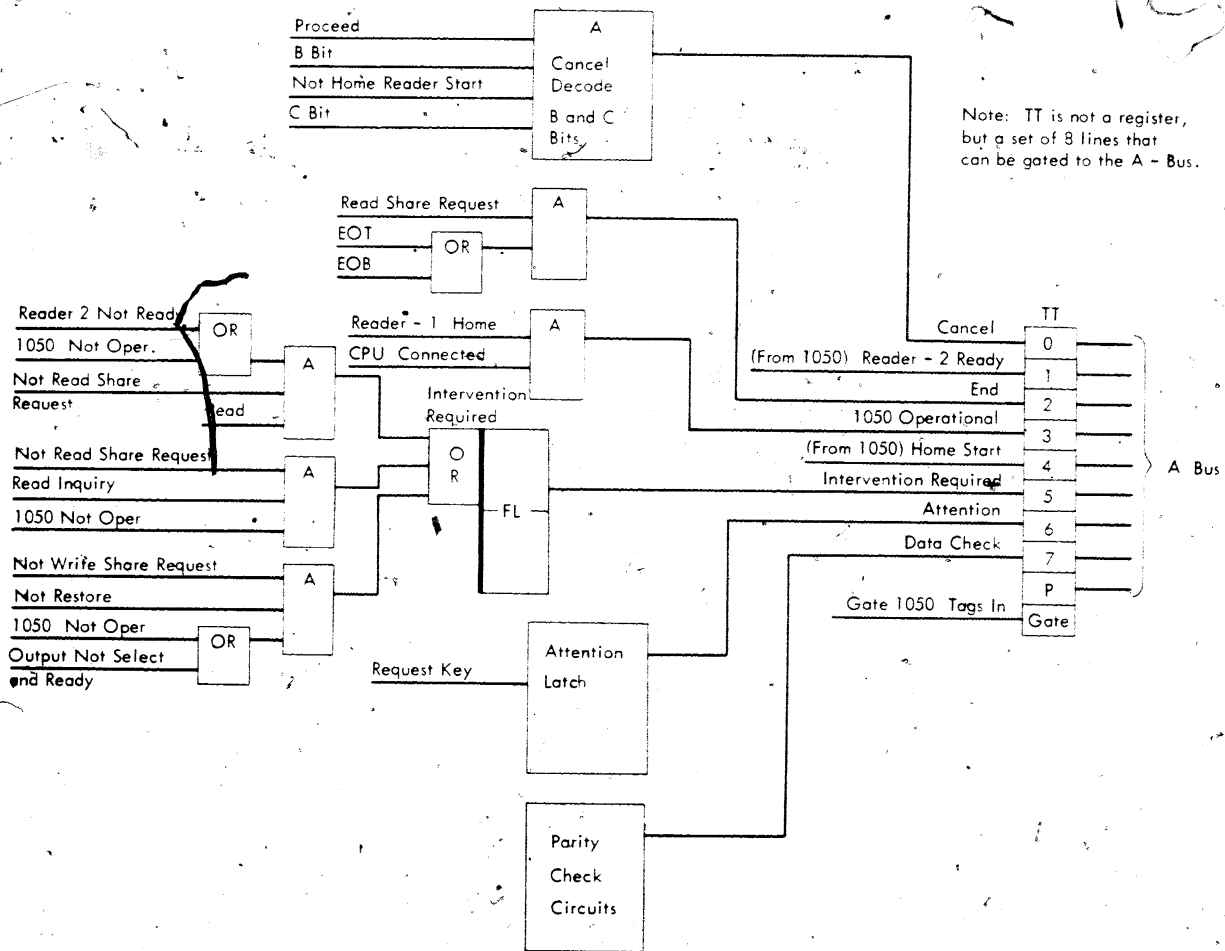 Proceed
B Bit
Not Home Reader Start
C Bit
A
Cancel
Decode
B and C
Bits
Note: TT is not a register,
but a set of 8 lines that
can be gated to the A - Bus.
Read Share Request
EOT
EOB
OR
A
Reader 2 Not Ready
1050 Not Oper.
OR
Not Read Share
Request
A
Reader - 1 Home
CPU Connected
A
Intervention
Required
Not Read Share Request
Read Inquiry
1050 Not Oper
A
O
R
FL
Not Write Share Request
Not Restore
1050 Not Oper
Output Not Select
and Ready
OR
A
Request Key
Attention
Latch
Parity
Check
Circuits
TT
Cancel 0
(From 1050) Reader - 2 Ready 1
End 2
1050 Operational 3
(From 1050) Home Start 4
Intervention Required 5
Attention 6
Data Check 7
P
Gate 1050 Tags In Gate
A Bus